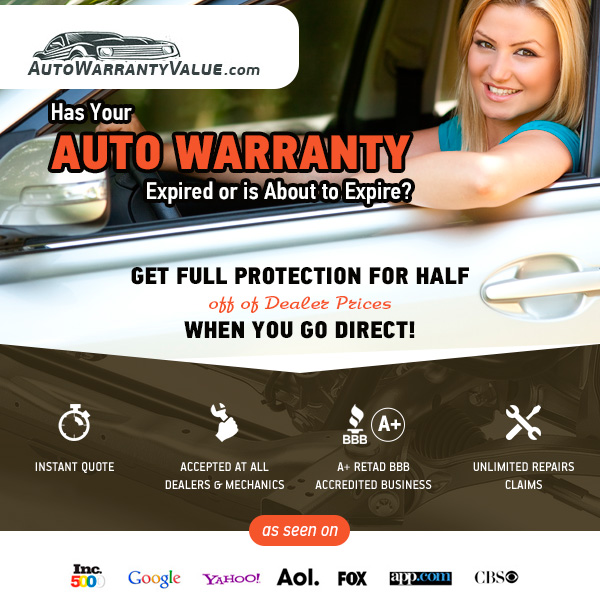 AUTOWARRANTYVALUE.com
Has Your
AUTO WARRANTY
Expired or is About to Expire?
GET FULL PROTECTION FOR HALF
off of Dealer Prices
WHEN YOU GO DIRECT!
INSTANT QUOTE
ACCEPTED AT ALL
DEALERS & MECHANICS
BBB A+
A+ RETAD BBB
ACCREDITED BUSINESS
UNLIMITED REPAIRS
CLAIMS
as seen on
Inc.
500
Google YAHOO! Aol. FOX app.com CBS